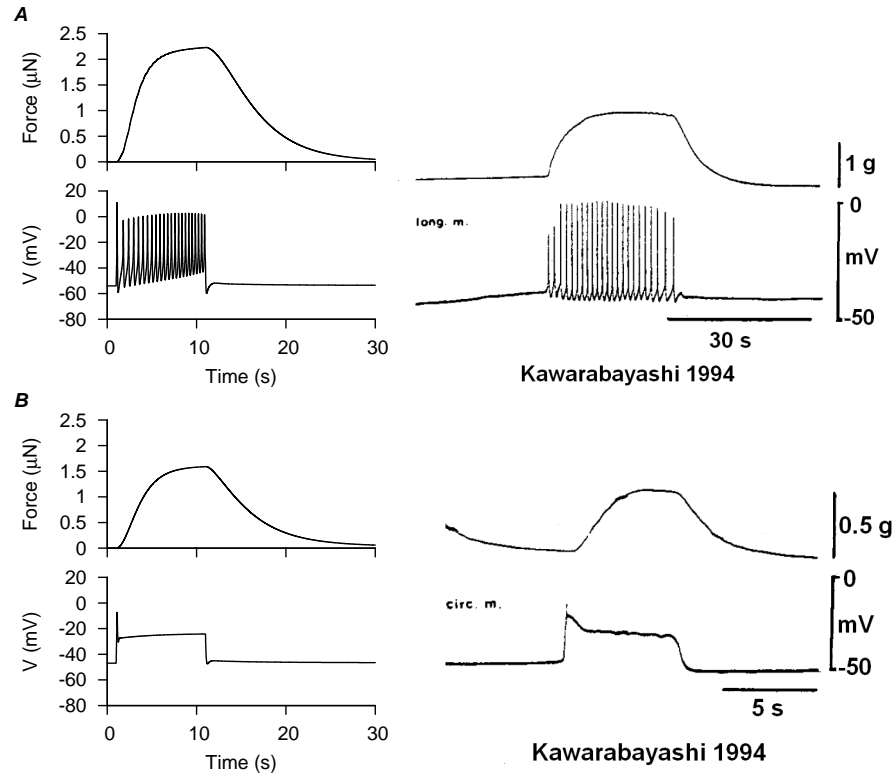 A
2.5
2
1.5
1
0.5
0
Force (μN)
20
0
-20
-40
-60
-80
V (mV)
0 10 20 30
Time (s)
1 g
long. m.
0
mV
-50
30 s
Kawarabayashi 1994
B
2.5
2
1.5
1
0.5
0
Force (μN)
20
0
-20
-40
-60
-80
V (mV)
0 10 20 30
Time (s)
0.5 g
circ. m.
0
mV
-50
5 s
Kawarabayashi 1994